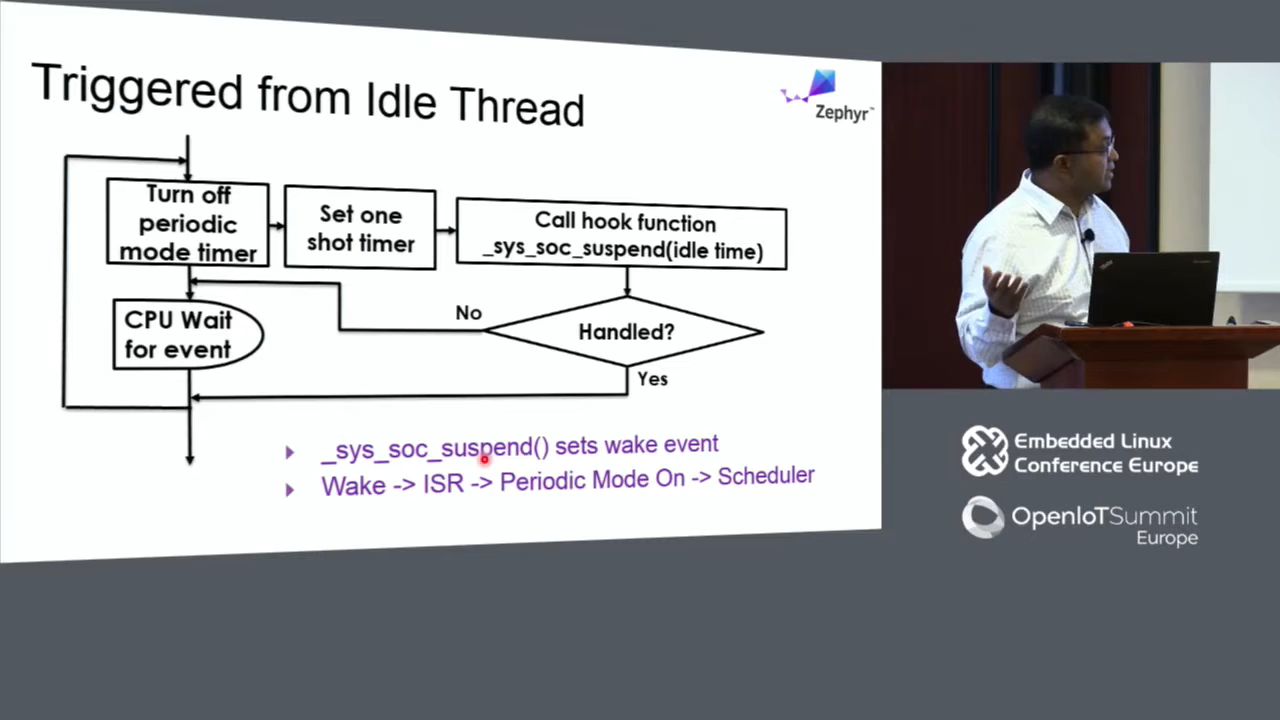 Triggered from Idle Thread
Zephyr™
Turn off
periodic
mode timer
Set one
shot timer
Call hook function
_sys_soc_suspend(idle time)
CPU Wait
for event
No
Handled?
Yes
_sys_soc_suspend() sets wake event
Wake -> ISR -> Periodic Mode On -> Scheduler
Embedded Linux
Conference Europe
OpenIoTSummit
Europe